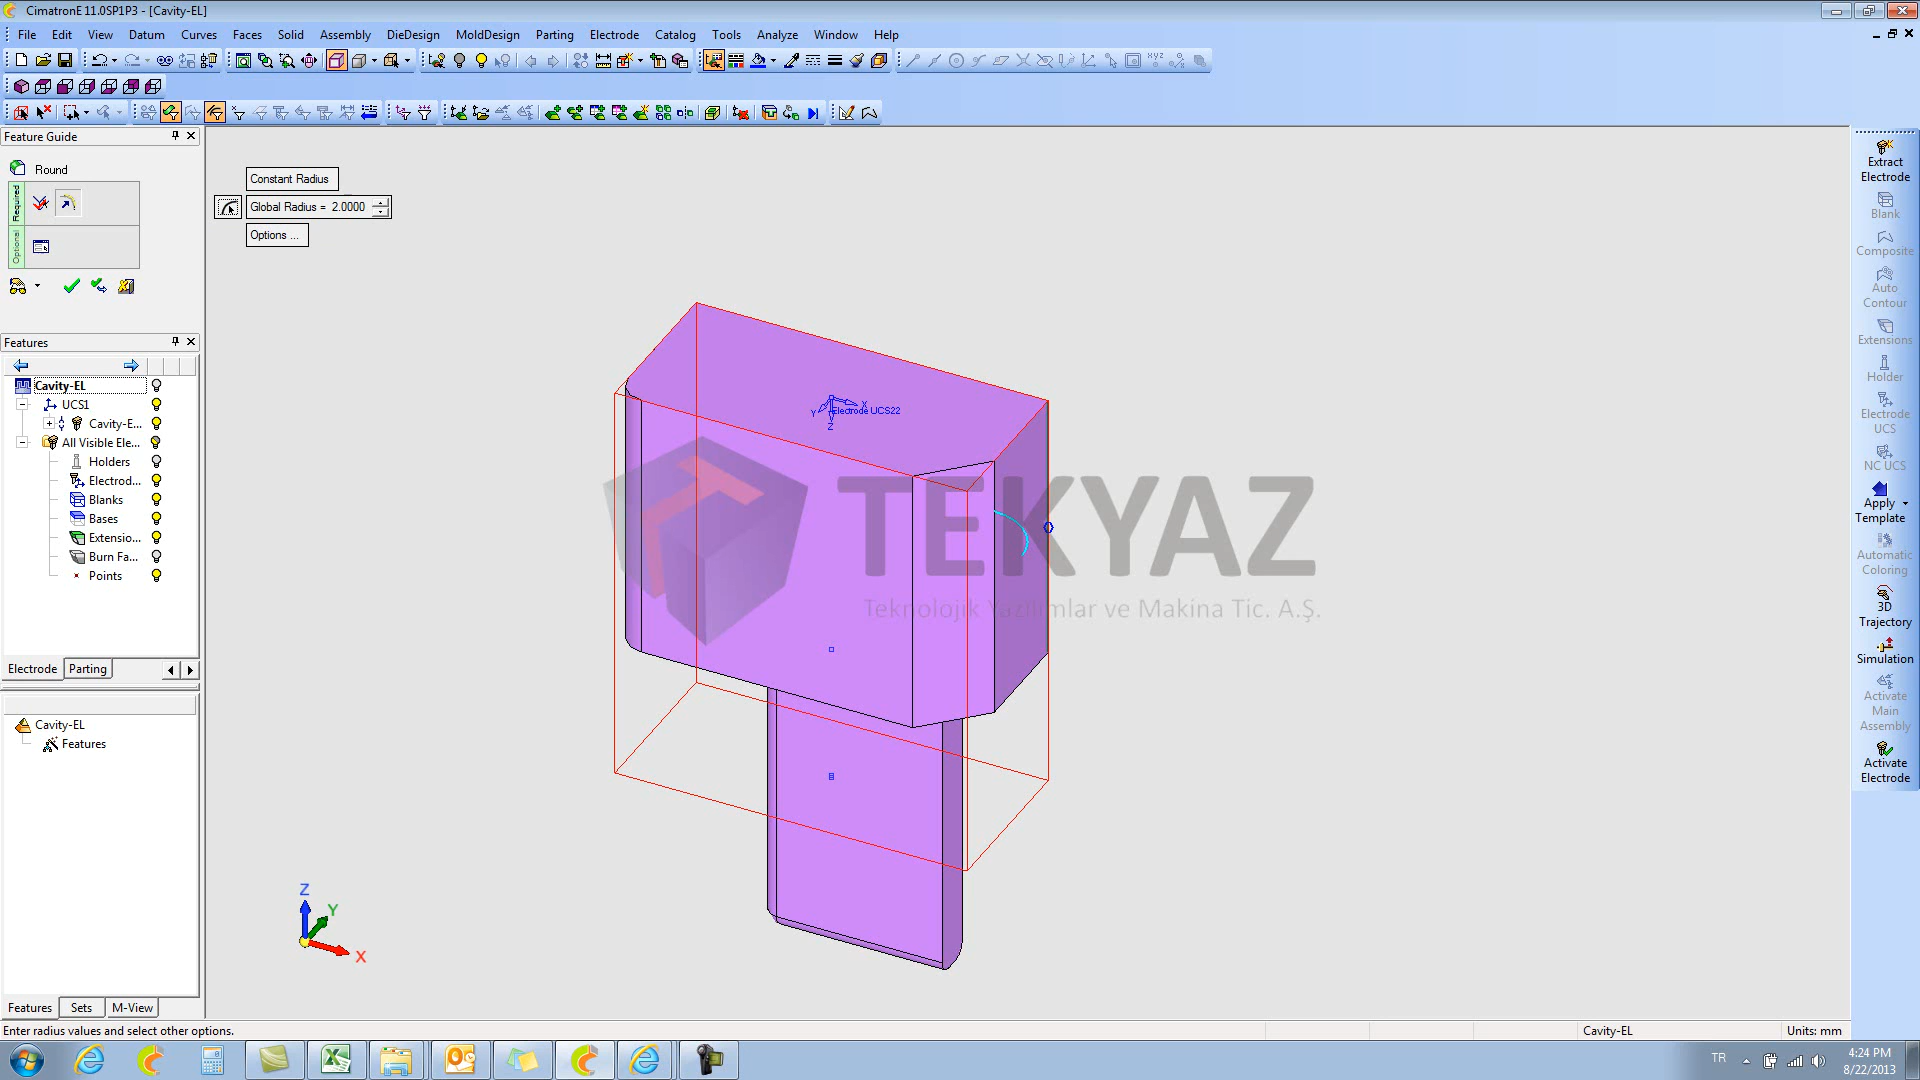 CimatronE 11.0SP1P3 - [Cavity-EL]
File Edit View Datum Curves Faces Solid Assembly DieDesign MoldDesign Parting Electrode Catalog Tools Analyze Window Help
Feature Guide
Round
Required
Optional
Constant Radius
Global Radius = 2.0000
Options ...
Features
Cavity-EL
UCS1
Cavity-E...
All Visible Ele...
Holders
Electrod...
Blanks
Bases
Extensio...
Burn Fa...
Points
Electrode Parting
Cavity-EL
Features
Features Sets M-View
Electrode UCS22
X
Y
Z
TEKYAZ
Teknolojik Yazılımlar ve Makina Tic. A.Ş.
Z
Y
X
Extract
Electrode
Blank
Composite
Auto
Contour
Extensions
Holder
Electrode
UCS
NC UCS
Apply
Template
Automatic
Coloring
3D
Trajectory
Simulation
Activate
Main
Assembly
Activate
Electrode
Enter radius values and select other options.
Cavity-EL
Units: mm
TR
4:24 PM
8/22/2013